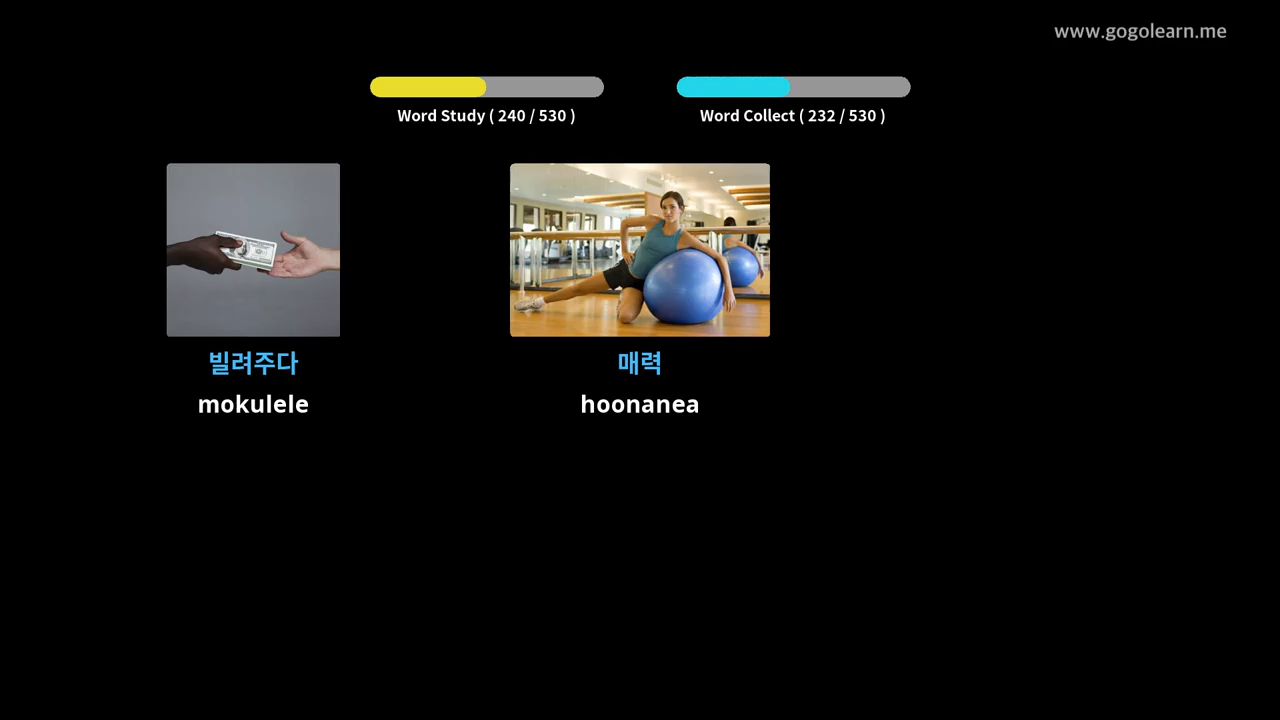 www.gogolearn.me
Word Study ( 240 / 530 )
Word Collect ( 232 / 530 )
빌려주다
mokulele
매력
hoonanea